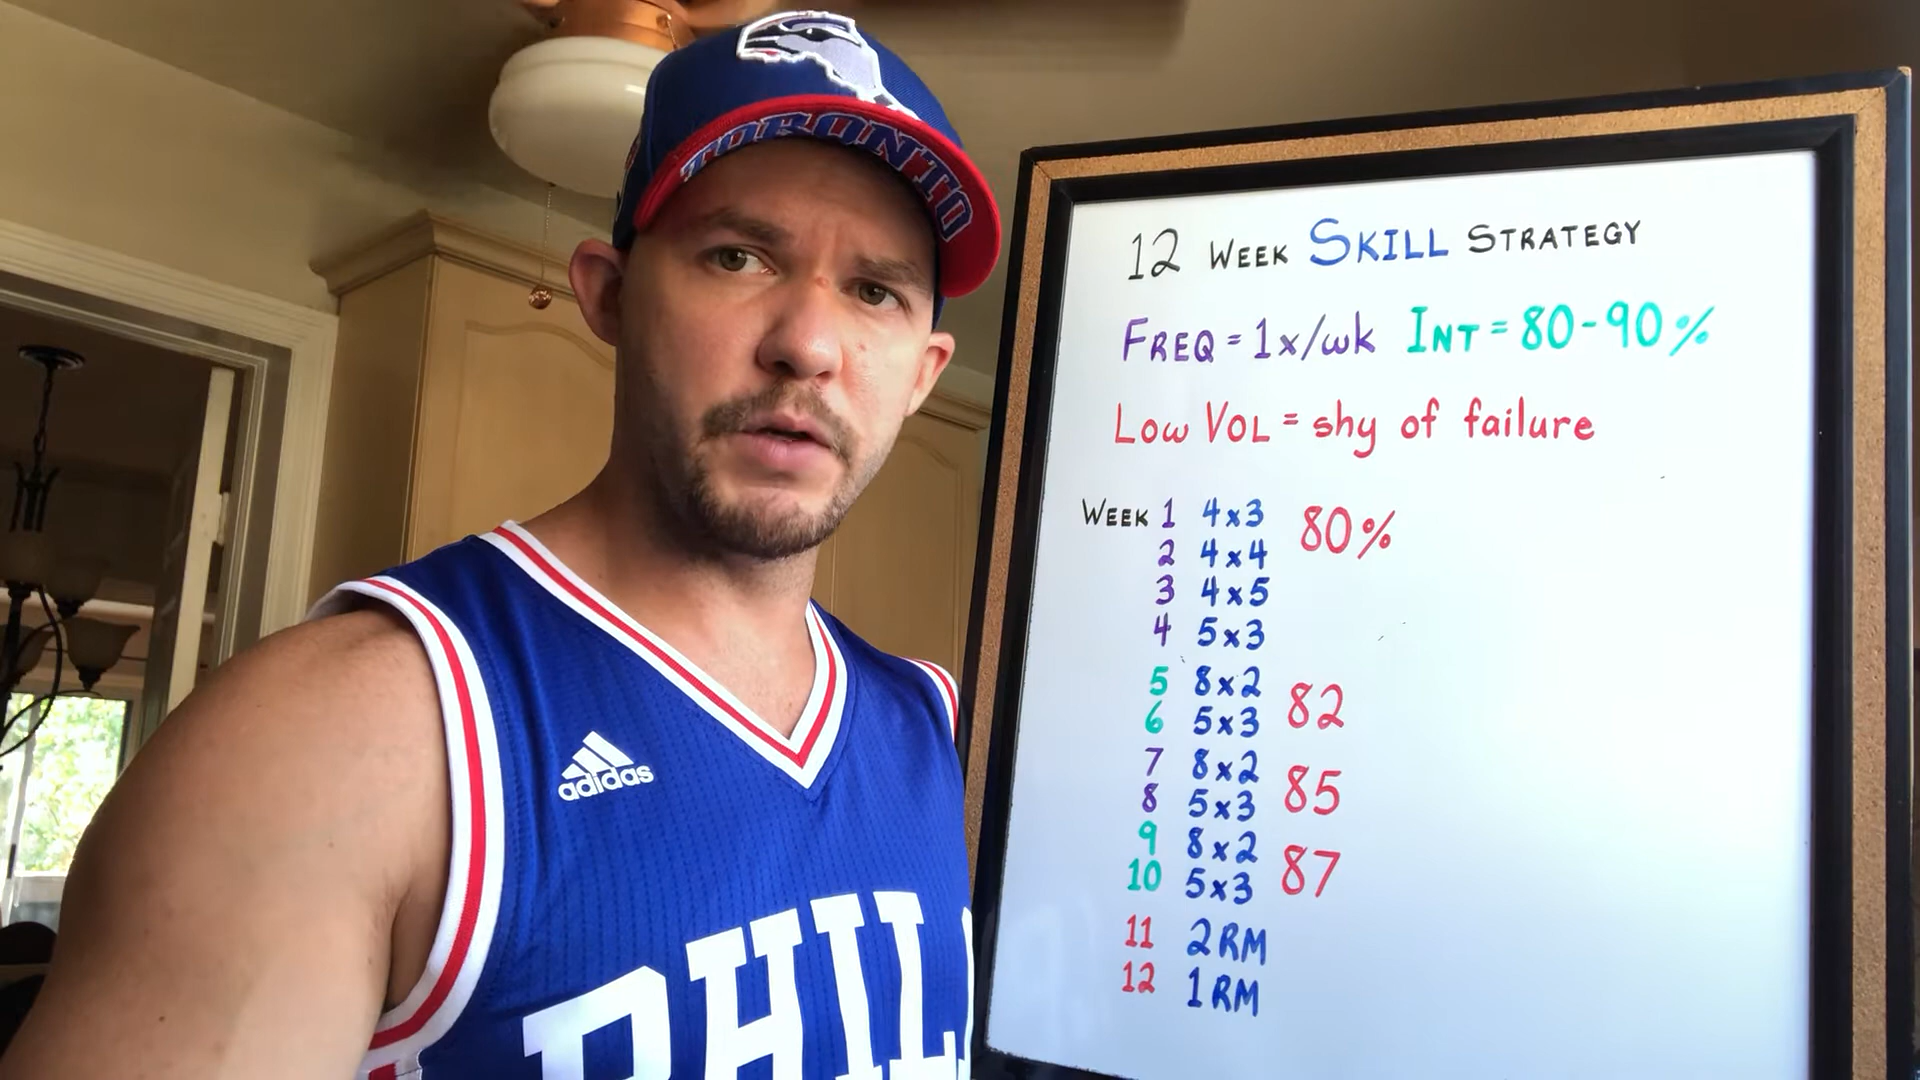 TORONTO
adidas
PHIL
12 WEEK SKILL STRATEGY
FREQ = 1x/wk INT = 80-90%
LOW VOL = shy of failure
WEEK 1 4x3 80%
2 4x4
3 4x5
4 5x3
5 8x2 82
6 5x3
7 8x2 85
8 5x3
9 8x2 87
10 5x3
11 2RM
12 1RM